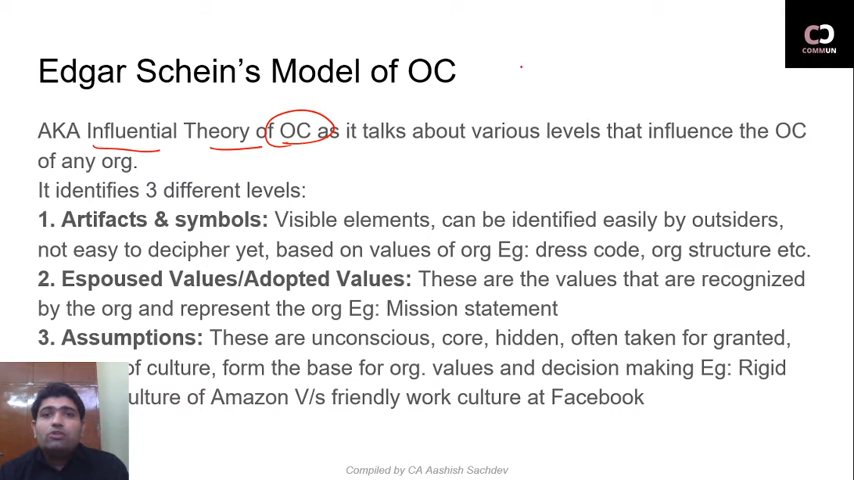 COMMUN
Edgar Schein's Model of OC
AKA Influential Theory of OC as it talks about various levels that influence the OC
of any org.
It identifies 3 different levels:
1. Artifacts & symbols: Visible elements, can be identified easily by outsiders,
not easy to decipher yet, based on values of org Eg: dress code, org structure etc.
2. Espoused Values/Adopted Values: These are the values that are recognized
by the org and represent the org Eg: Mission statement
3. Assumptions: These are unconscious, core, hidden, often taken for granted,
of culture, form the base for org. values and decision making Eg: Rigid
ulture of Amazon V/s friendly work culture at Facebook
Compiled by CA Aashish Sachdev